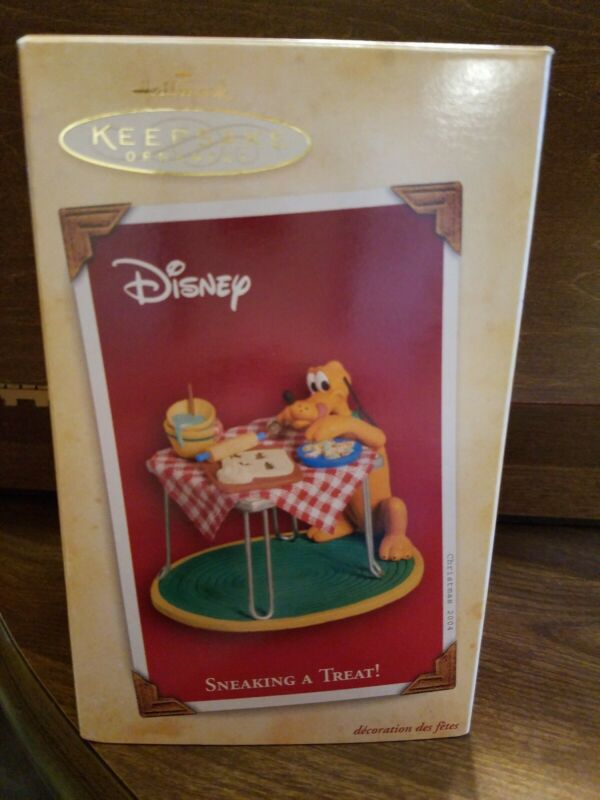 Hallmark
KEEPSAKE
ORNAMENT
Disney
Christmas 2004
SNEAKING A TREAT!
décoration des fêtes